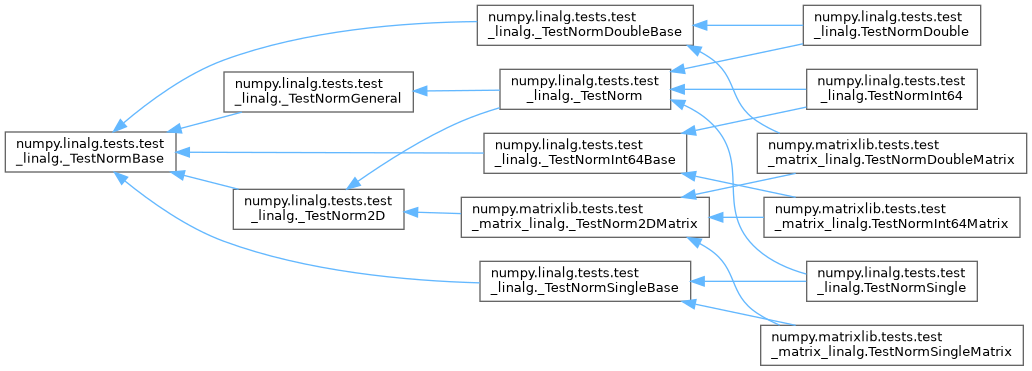 numpy.linalg.tests.test
_linalg._TestNormBase
numpy.linalg.tests.test
_linalg._TestNormDoubleBase
numpy.linalg.tests.test
_linalg.TestNormDouble
numpy.linalg.tests.test
_linalg._TestNormGeneral
numpy.linalg.tests.test
_linalg._TestNorm
numpy.linalg.tests.test
_linalg.TestNormInt64
numpy.linalg.tests.test
_linalg._TestNormInt64Base
numpy.matrixlib.tests.test
_matrix_linalg.TestNormDoubleMatrix
numpy.linalg.tests.test
_linalg._TestNorm2D
numpy.matrixlib.tests.test
_matrix_linalg._TestNorm2DMatrix
numpy.matrixlib.tests.test
_matrix_linalg.TestNormInt64Matrix
numpy.linalg.tests.test
_linalg._TestNormSingleBase
numpy.linalg.tests.test
_linalg.TestNormSingle
numpy.matrixlib.tests.test
_matrix_linalg.TestNormSingleMatrix